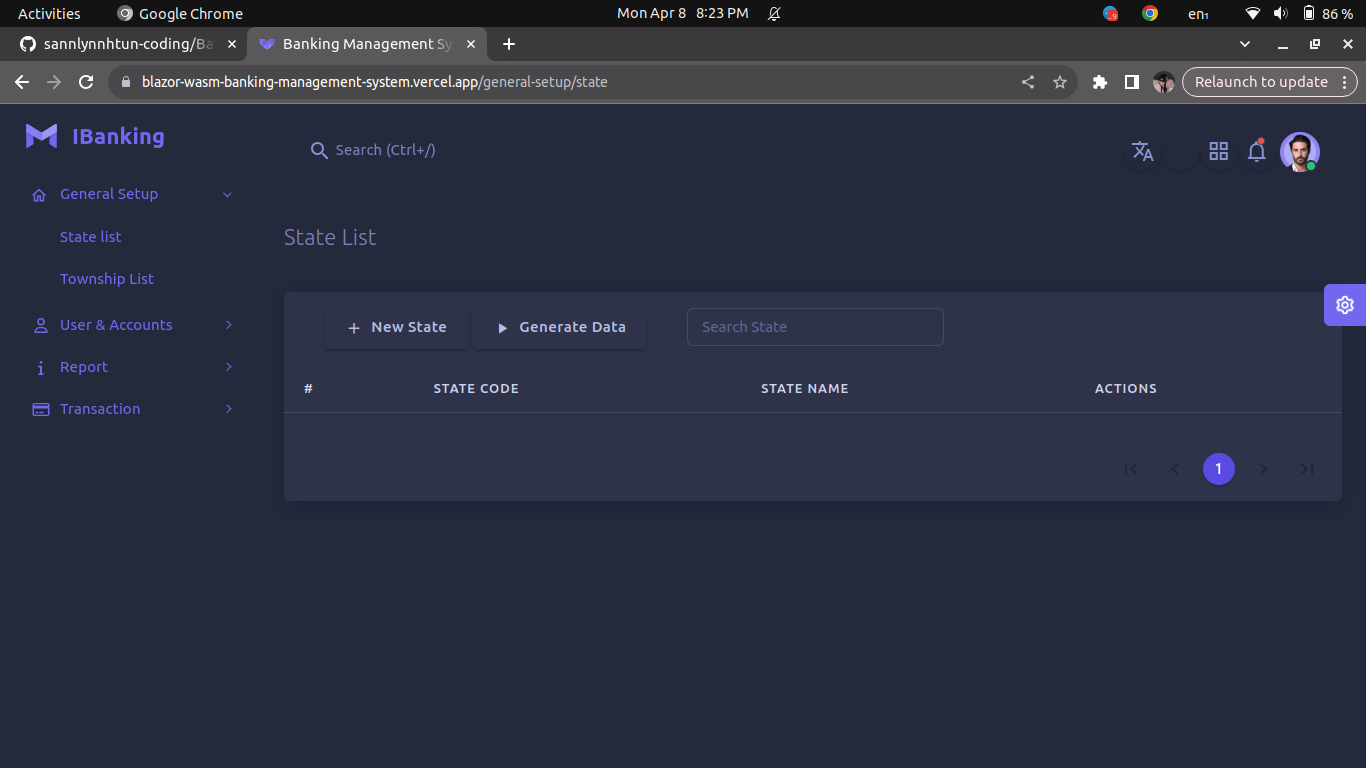 Activities Google Chrome Mon Apr 8 8:23 PM en₁ 86 %
sannlynnhtun-coding/Ba Banking Management Sy
blazor-wasm-banking-management-system.vercel.app/general-setup/state Relaunch to update
IBanking
Search (Ctrl+/)
General Setup
State list
Township List
User & Accounts
Report
Transaction
State List
New State Generate Data Search State
# STATE CODE STATE NAME ACTIONS
1